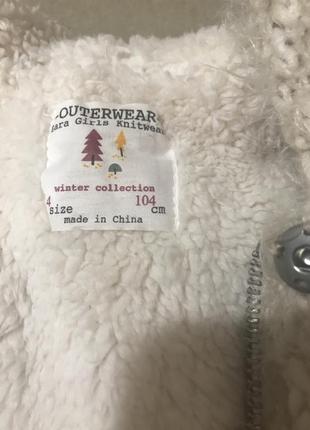 OUTERWEAR
Zara Girls Knitwear
winter collection
4 104
size cm
made in China